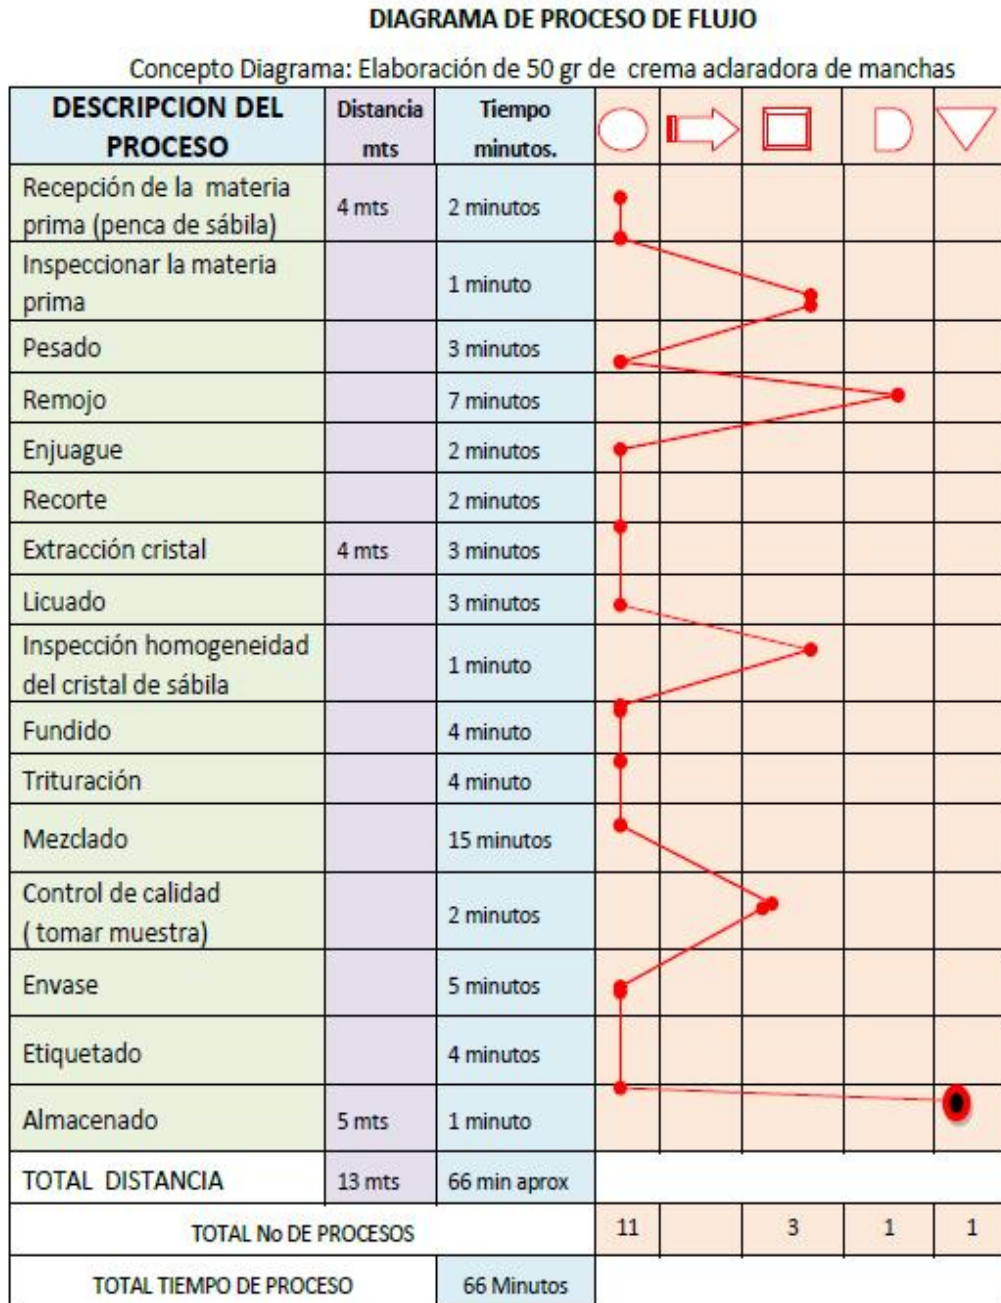 DIAGRAMA DE PROCESO DE FLUJO
Concepto Diagrama: Elaboración de 50 gr de crema aclaradora de manchas
DESCRIPCION DEL PROCESO Distancia mts Tiempo minutos.
Recepción de la materia
prima (penca de sábila) 4 mts 2 minutos
Inspeccionar la materia
prima 1 minuto
Pesado 3 minutos
Remojo 7 minutos
Enjuague 2 minutos
Recorte 2 minutos
Extracción cristal 4 mts 3 minutos
Licuado 3 minutos
Inspección homogeneidad
del cristal de sábila 1 minuto
Fundido 4 minuto
Trituración 4 minuto
Mezclado 15 minutos
Control de calidad
( tomar muestra) 2 minutos
Envase 5 minutos
Etiquetado 4 minutos
Almacenado 5 mts 1 minuto
TOTAL DISTANCIA 13 mts 66 min aprox
TOTAL No DE PROCESOS 11 3 1 1
TOTAL TIEMPO DE PROCESO 66 Minutos